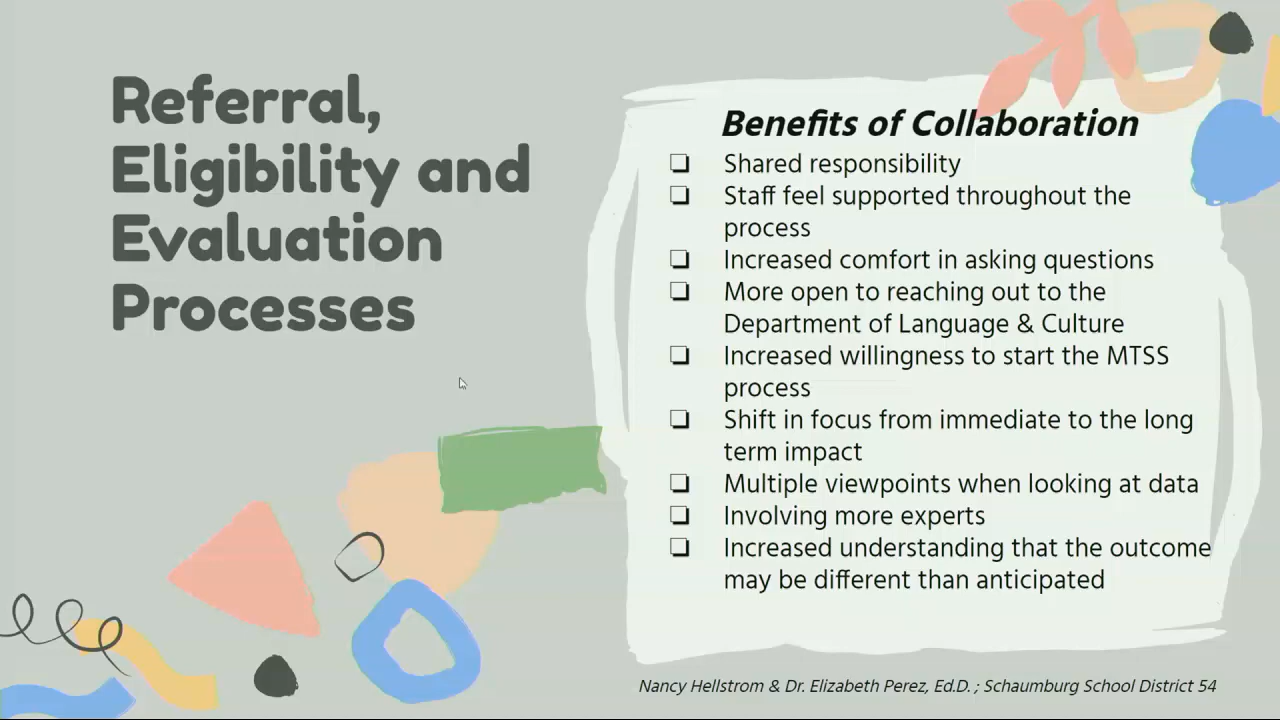 Referral,
Eligibility and
Evaluation
Processes
Benefits of Collaboration
❏ Shared responsibility
❏ Staff feel supported throughout the
process
❏ Increased comfort in asking questions
❏ More open to reaching out to the
Department of Language & Culture
❏ Increased willingness to start the MTSS
process
❏ Shift in focus from immediate to the long
term impact
❏ Multiple viewpoints when looking at data
❏ Involving more experts
❏ Increased understanding that the outcome
may be different than anticipated
Nancy Hellstrom & Dr. Elizabeth Perez, Ed.D. ; Schaumburg School District 54